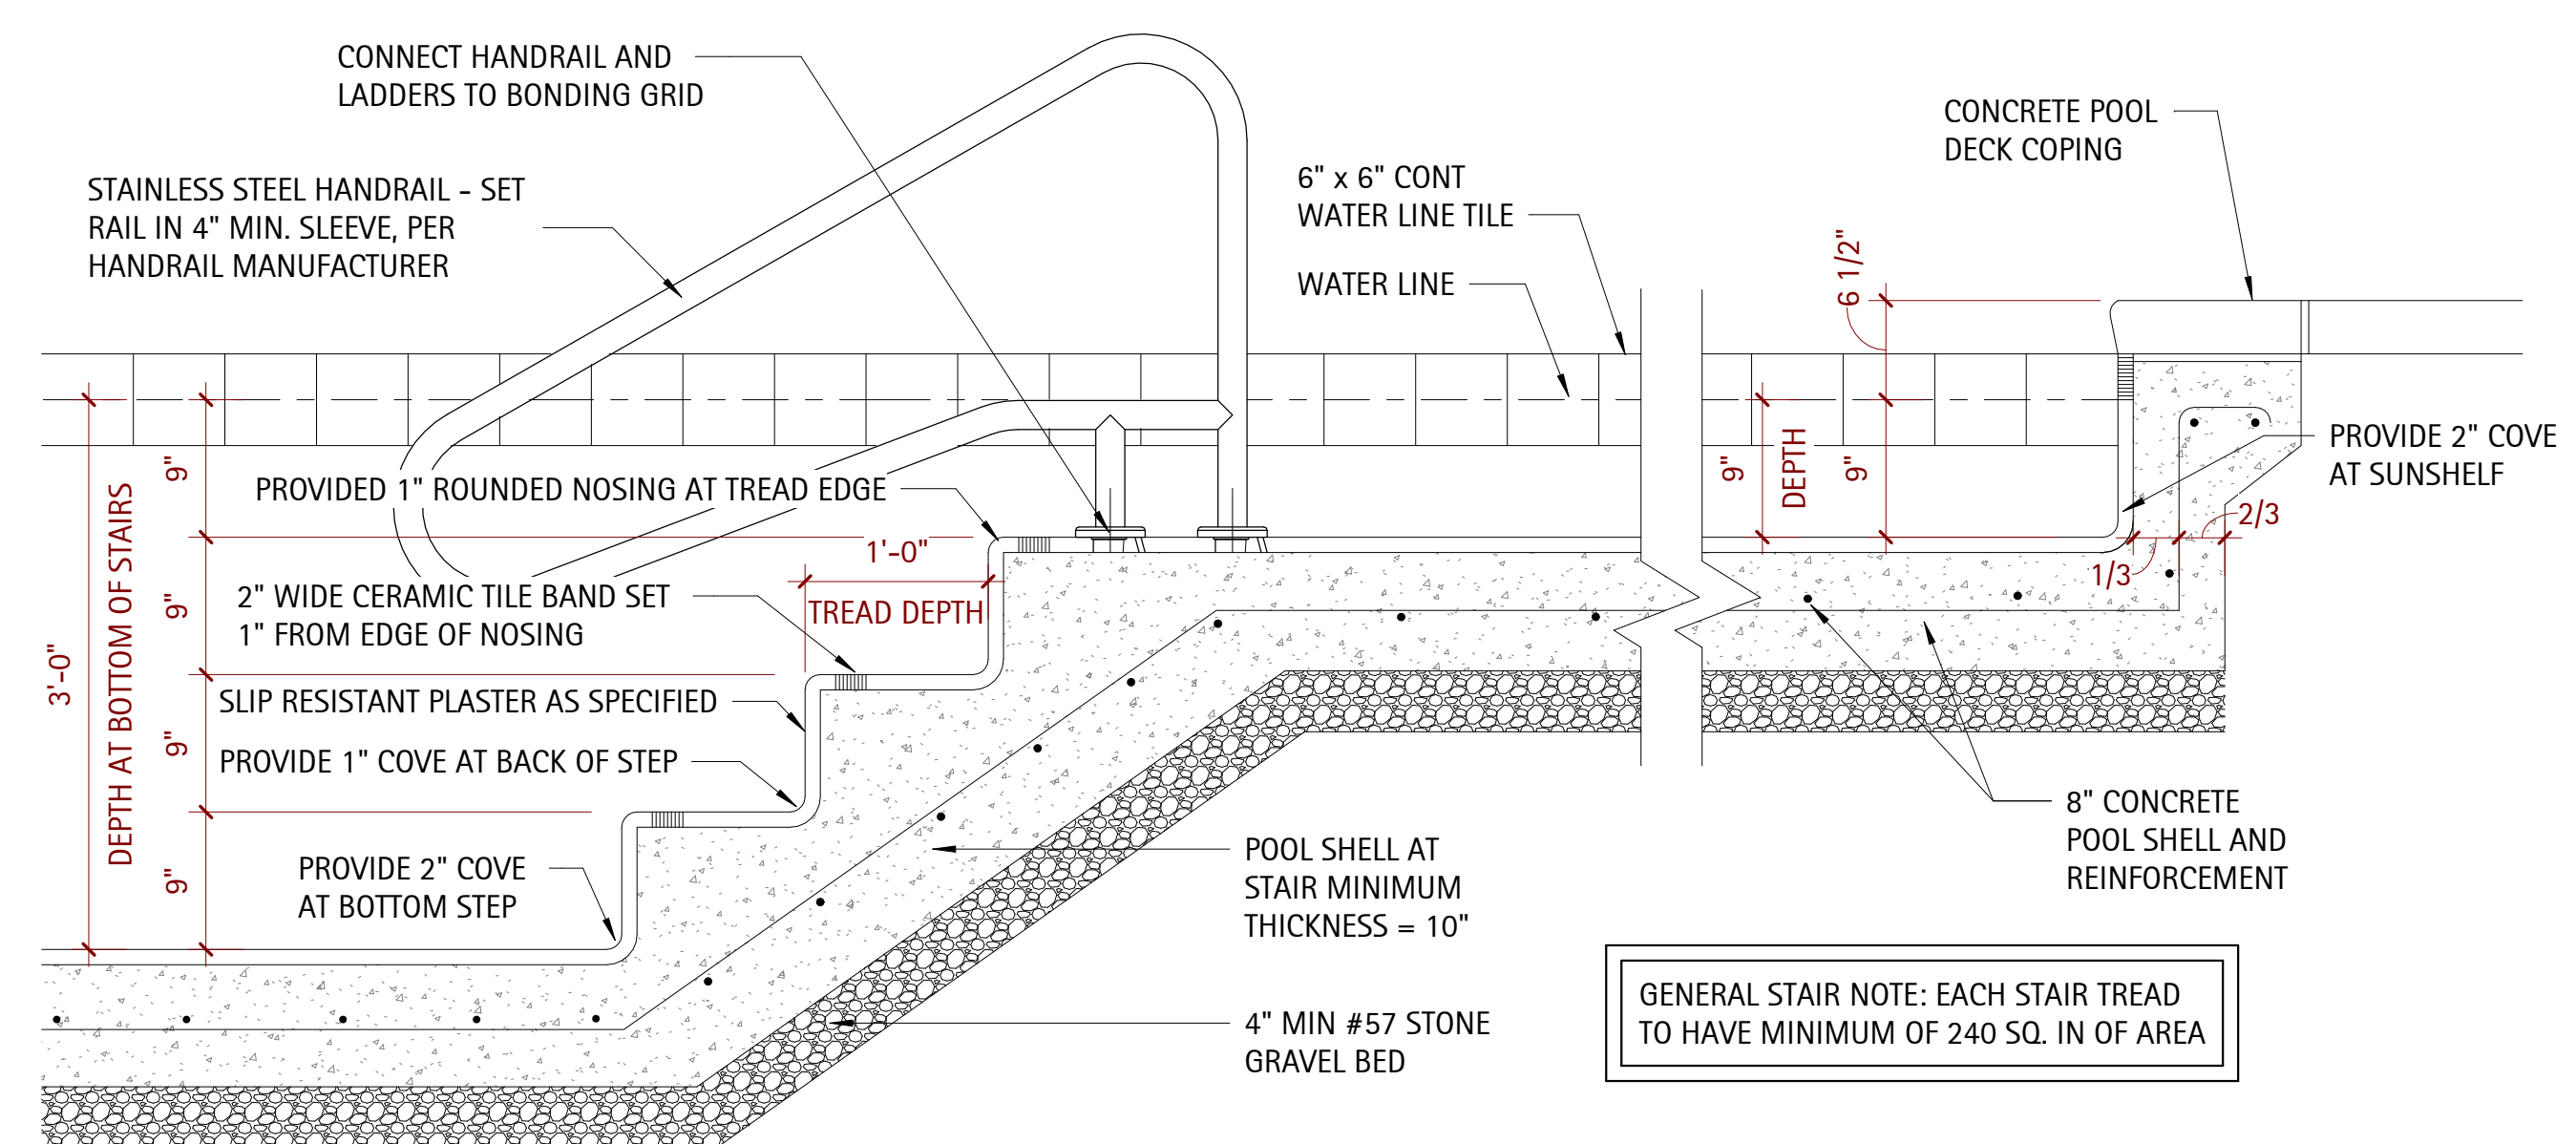 CONNECT HANDRAIL AND
LADDERS TO BONDING GRID
STAINLESS STEEL HANDRAIL - SET
RAIL IN 4" MIN. SLEEVE, PER
HANDRAIL MANUFACTURER
6" x 6" CONT
WATER LINE TILE
WATER LINE
CONCRETE POOL
DECK COPING
6 1/2"
9"
DEPTH
9"
PROVIDE 2" COVE
AT SUNSHELF
2/3
1/3
PROVIDED 1" ROUNDED NOSING AT TREAD EDGE
1'-0"
TREAD DEPTH
2" WIDE CERAMIC TILE BAND SET
1" FROM EDGE OF NOSING
SLIP RESISTANT PLASTER AS SPECIFIED
PROVIDE 1" COVE AT BACK OF STEP
PROVIDE 2" COVE
AT BOTTOM STEP
3'-0"
DEPTH AT BOTTOM OF STAIRS
9"
9"
9"
9"
POOL SHELL AT
STAIR MINIMUM
THICKNESS = 10"
4" MIN #57 STONE
GRAVEL BED
8" CONCRETE
POOL SHELL AND
REINFORCEMENT
GENERAL STAIR NOTE: EACH STAIR TREAD
TO HAVE MINIMUM OF 240 SQ. IN OF AREA